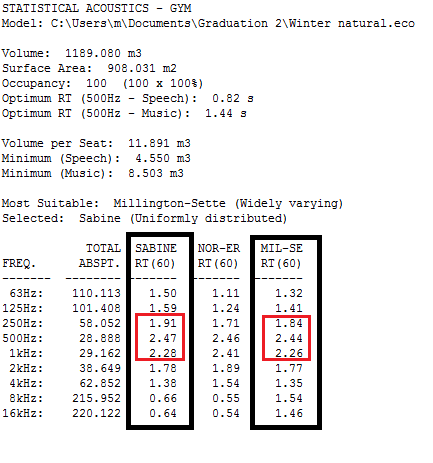 STATISTICAL ACOUSTICS - GYM
Model: C:\Users\m\Documents\Graduation 2\Winter natural.eco
Volume: 1189.080 m3
Surface Area: 908.031 m2
Occupancy: 100 (100 x 100%)
Optimum RT (500Hz - Speech): 0.82 s
Optimum RT (500Hz - Music): 1.44 s
Volume per Seat: 11.891 m3
Minimum (Speech): 4.550 m3
Minimum (Music): 8.503 m3
Most Suitable: Millington-Sette (Widely varying)
Selected: Sabine (Uniformly distributed)
TOTAL SABINE NOR-ER MIL-SE
FREQ. ABSPT. RT(60) RT(60) RT(60)
------- -------- ------- ------- -------
63Hz: 110.113 1.50 1.11 1.32
125Hz: 101.408 1.59 1.24 1.41
250Hz: 58.052 1.91 1.71 1.84
500Hz: 28.888 2.47 2.46 2.44
1kHz: 29.162 2.28 2.41 2.26
2kHz: 38.649 1.78 1.89 1.77
4kHz: 62.852 1.38 1.54 1.35
8kHz: 215.952 0.66 0.55 1.54
16kHz: 220.122 0.64 0.54 1.46